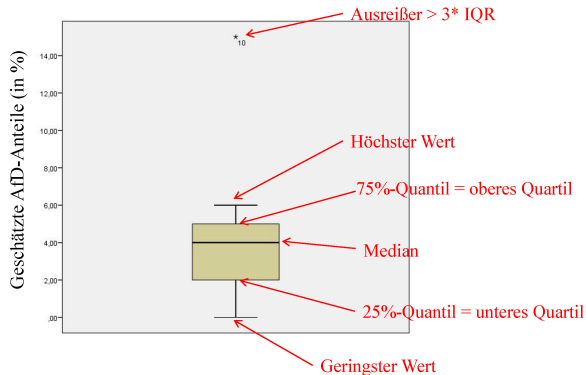 Ausreißer > 3* IQR
*10
14,00
12,00
10,00
8,00
6,00
4,00
2,00
,00
Geschätzte AfD-Anteile (in %)
Höchster Wert
75%-Quantil = oberes Quartil
Median
25%-Quantil = unteres Quartil
Geringster Wert